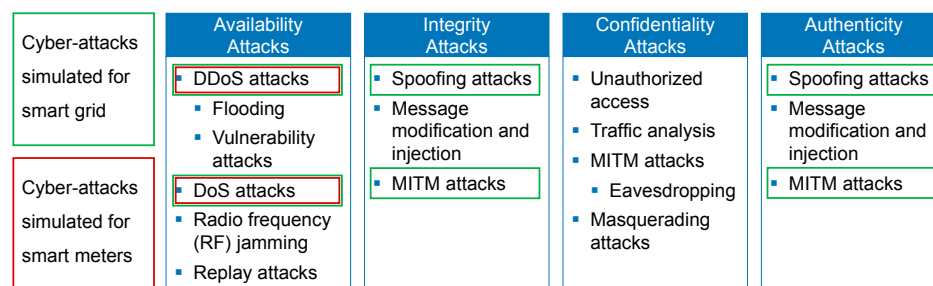 Cyber-attacks
simulated for
smart grid
Cyber-attacks
simulated for
smart meters
Availability
Attacks
DDoS attacks
Flooding
Vulnerability
attacks
DoS attacks
Radio frequency
(RF) jamming
Replay attacks
Integrity
Attacks
Spoofing attacks
Message
modification and
injection
MITM attacks
Confidentiality
Attacks
Unauthorized
access
Traffic analysis
MITM attacks
Eavesdropping
Masquerading
attacks
Authenticity
Attacks
Spoofing attacks
Message
modification and
injection
MITM attacks